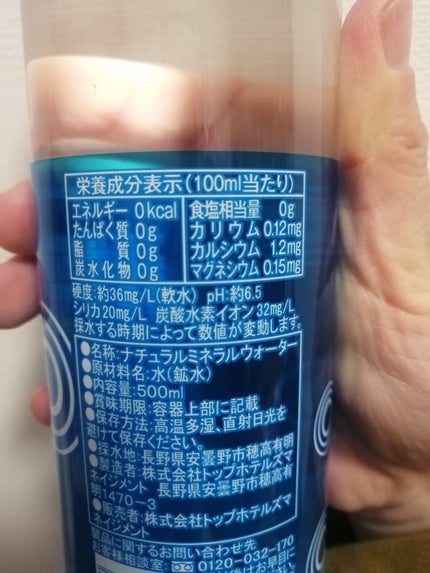 栄養成分表示(100ml当たり)
エネルギー 0kcal
たんぱく質 0g
脂質 0g
炭水化物 0g
食塩相当量 0g
カリウム 0.12mg
カルシウム 1.2mg
マグネシウム 0.15mg
硬度:約36mg/L(軟水) pH:約6.5
シリカ20mg/L 炭酸水素イオン32mg/L
採水する時期によって数値が変動します。
●名称:ナチュラルミネラルウォーター
●原材料名:水(鉱水)
●内容量:500ml
●賞味期限:容器上部に記載
●保存方法:高温多湿、直射日光を
避けて保存ください。
●採水地:長野県安曇野市穂高有明
●製造者:株式会社トップホテルズマ
ネインメント 長野県安曇野市穂高有
明1470-3
●販売者:株式会社トップホテルズマ
ネインメント
製品に関するお問い合わせ先
お客様相談室: 0120-032-170